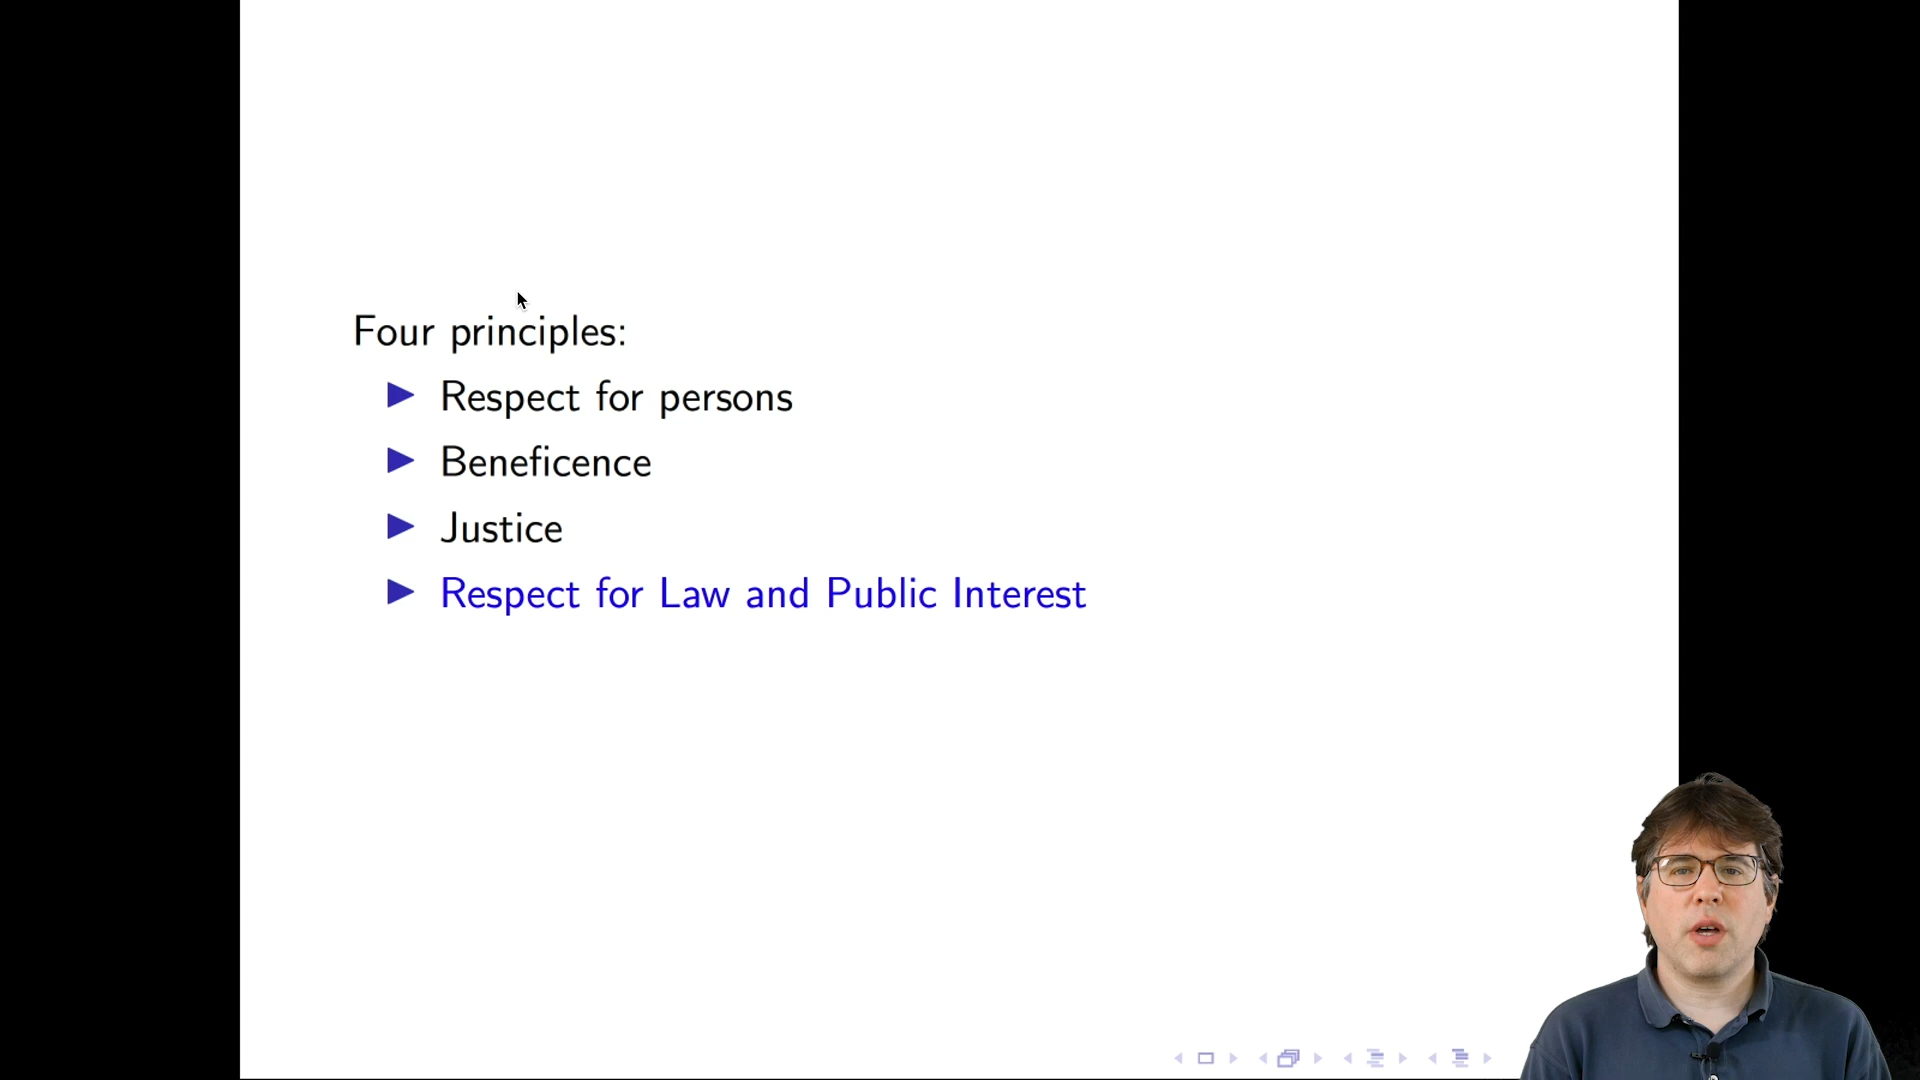 Four principles:
Respect for persons
Beneficence
Justice
Respect for Law and Public Interest